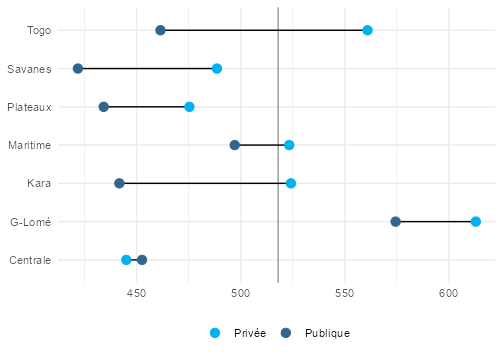 Togo
Savanes
Plateaux
Maritime
Kara
G-Lomé
Centrale
450 500 550 600
Privée Publique